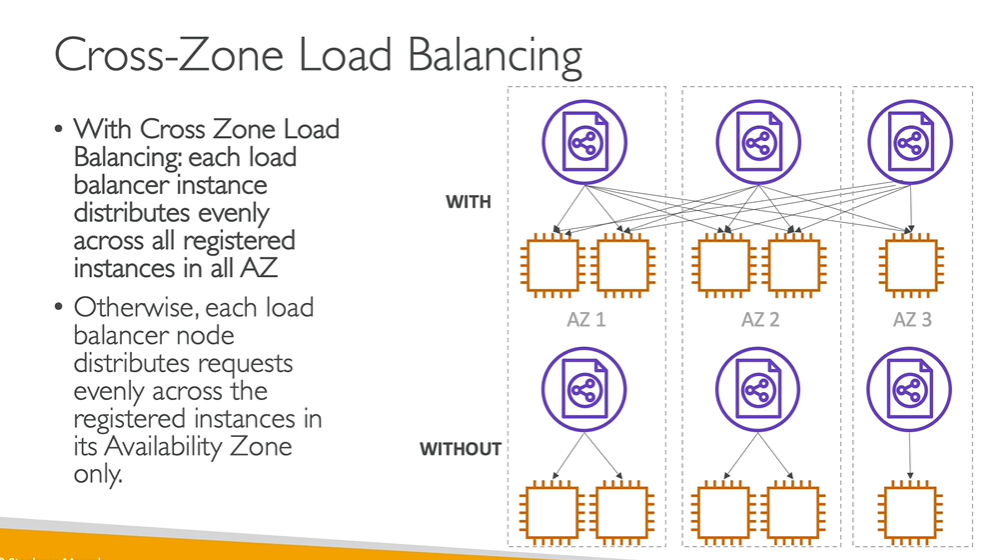 Cross-Zone Load Balancing
• With Cross Zone Load
Balancing: each load
balancer instance
distributes evenly
across all registered
instances in all AZ
• Otherwise, each load
balancer node
distributes requests
evenly across the
registered instances in
its Availability Zone
only.
WITH
AZ 1
AZ 2
AZ 3
WITHOUT